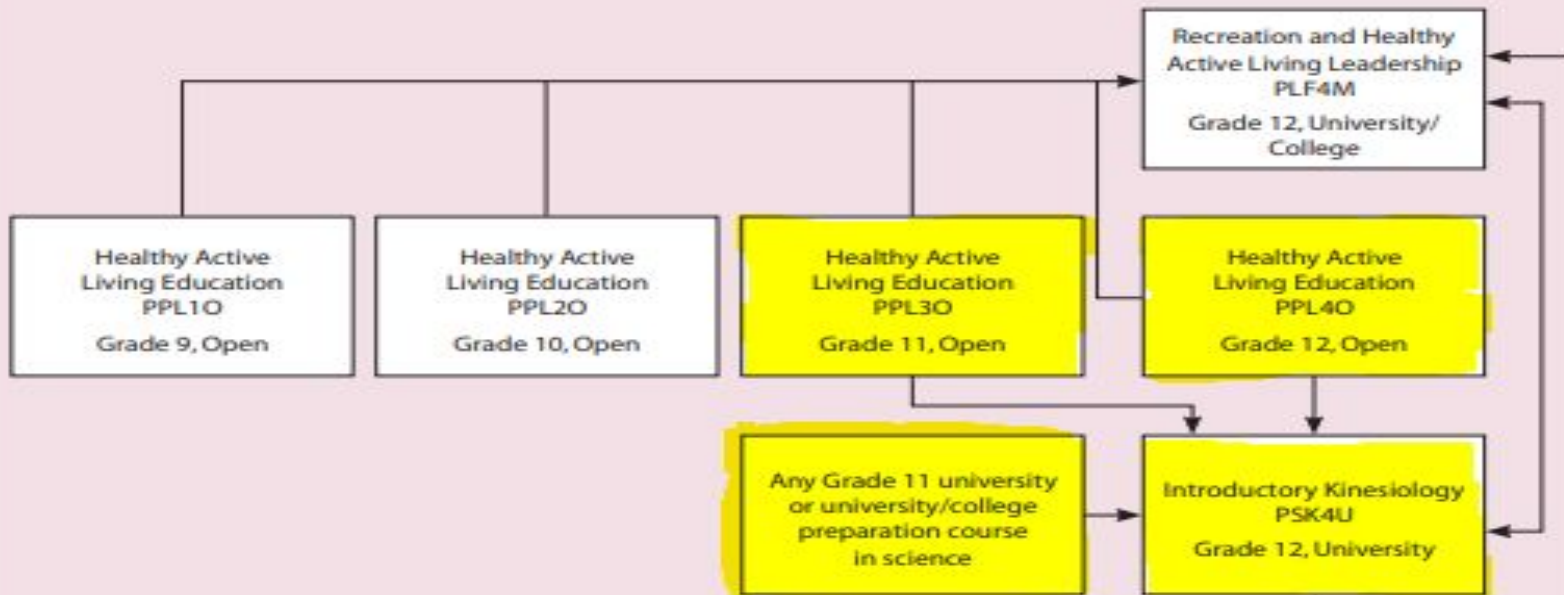 Recreation and Healthy
Active Living Leadership
PLF4M
Grade 12, University/
College
Healthy Active
Living Education
PPL1O
Grade 9, Open
Healthy Active
Living Education
PPL2O
Grade 10, Open
Healthy Active
Living Education
PPL3O
Grade 11, Open
Healthy Active
Living Education
PPL4O
Grade 12, Open
Any Grade 11 university
or university/college
preparation course
in science
Introductory Kinesiology
PSK4U
Grade 12, University